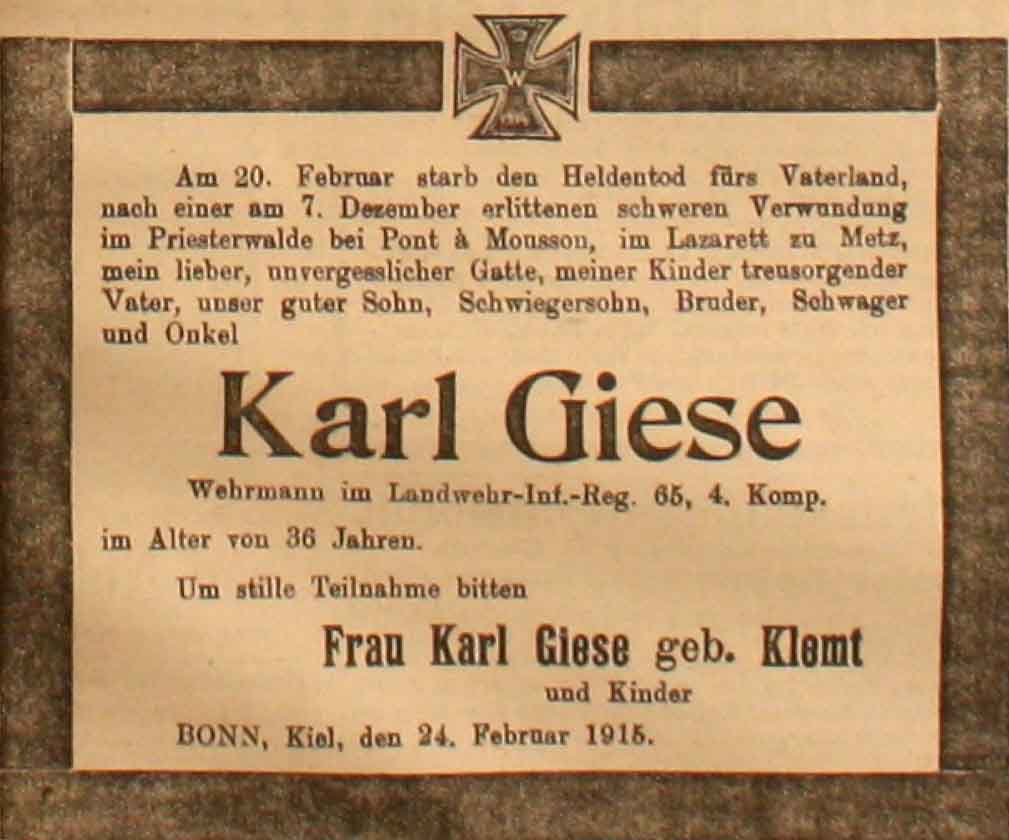 W
1914
Am 20. Februar starb den Heldentod fürs Vaterland,
nach einer am 7. Dezember erlittenen schweren Verwundung
im Priesterwalde bei Pont à Mousson, im Lazarett zu Metz,
mein lieber, unvergesslicher Gatte, meiner Kinder treusorgender
Vater, unser guter Sohn, Schwiegersohn, Bruder, Schwager
und Onkel
Karl Giese
Wehrmann im Landwehr-Inf.-Reg. 65, 4. Komp.
im Alter von 36 Jahren.
Um stille Teilnahme bitten
Frau Karl Giese geb. Klemt
und Kinder
BONN, Kiel, den 24. Februar 1915.